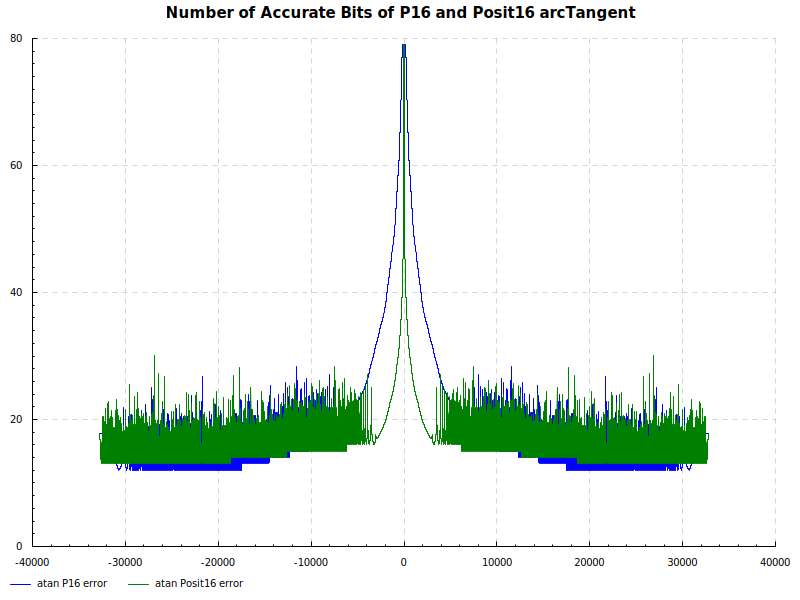 Number of Accurate Bits of P16 and Posit16 arcTangent
80
60
40
20
0
-40000 -30000 -20000 -10000 0 10000 20000 30000 40000
atan P16 error atan Posit16 error